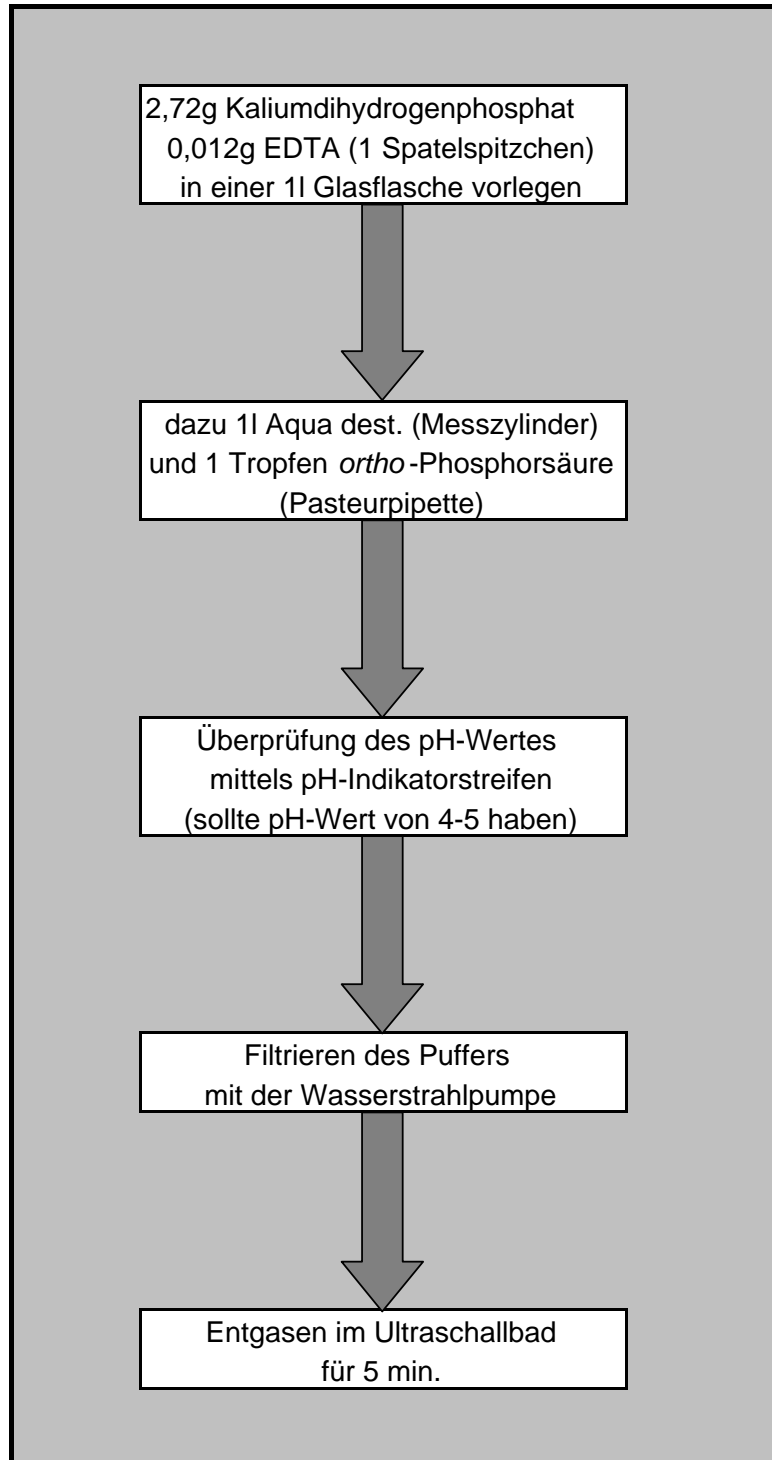 2,72g Kaliumdihydrogenphosphat
0,012g EDTA (1 Spatelspitzchen)
in einer 1l Glasflasche vorlegen
dazu 1l Aqua dest. (Messzylinder)
und 1 Tropfen ortho-Phosphorsäure
(Pasteurpipette)
Überprüfung des pH-Wertes
mittels pH-Indikatorstreifen
(sollte pH-Wert von 4-5 haben)
Filtrieren des Puffers
mit der Wasserstrahlpumpe
Entgasen im Ultraschallbad
für 5 min.